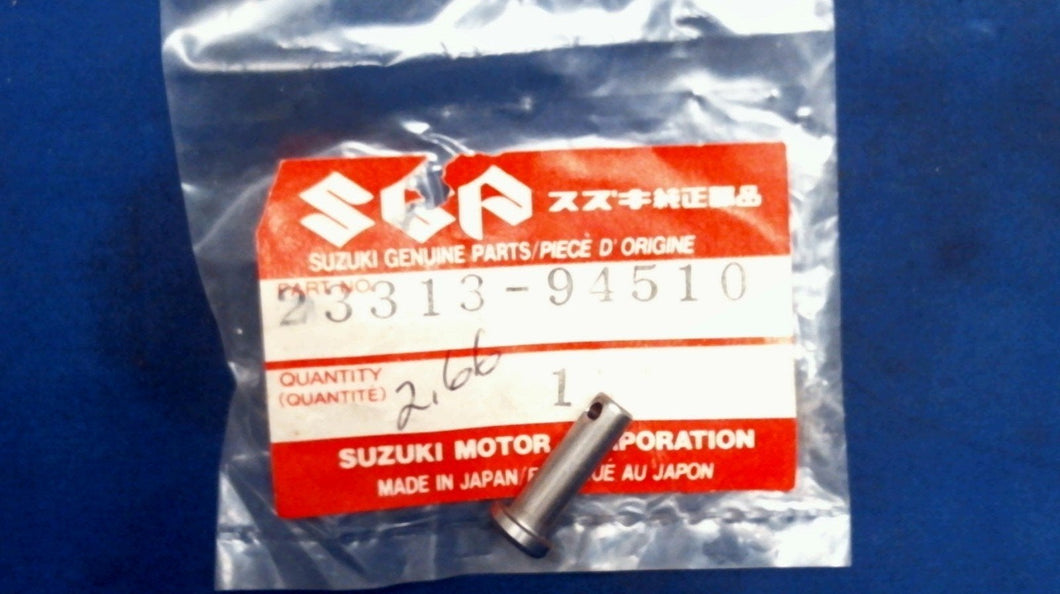 SGP スズキ純正部品
SUZUKI GENUINE PARTS/PIECE D'ORIGINE
PART NO.
23313-94510
QUANTITY
(QUANTITÉ)
2.66
1
SUZUKI MOTOR
MADE IN JAPAN/ AU JAPON